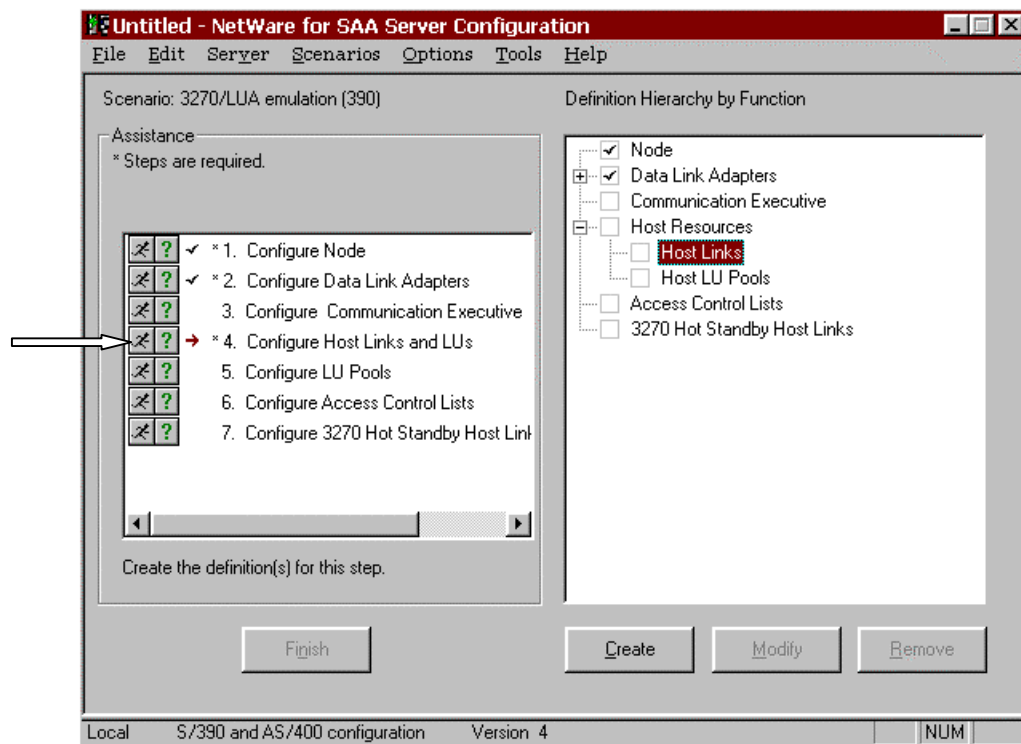 Untitled - NetWare for SAA Server Configuration
File Edit Server Scenarios Options Tools Help
Scenario: 3270/LUA emulation (390)
Assistance
* Steps are required.
? * 1. Configure Node
? * 2. Configure Data Link Adapters
? 3. Configure Communication Executive
? * 4. Configure Host Links and LUs
? 5. Configure LU Pools
? 6. Configure Access Control Lists
? 7. Configure 3270 Hot Standby Host Link
Create the definition(s) for this step.
Finish
Definition Hierarchy by Function
Node
Data Link Adapters
Communication Executive
Host Resources
Host Links
Host LU Pools
Access Control Lists
3270 Hot Standby Host Links
Create Modify Remove
Local S/390 and AS/400 configuration Version 4 NUM